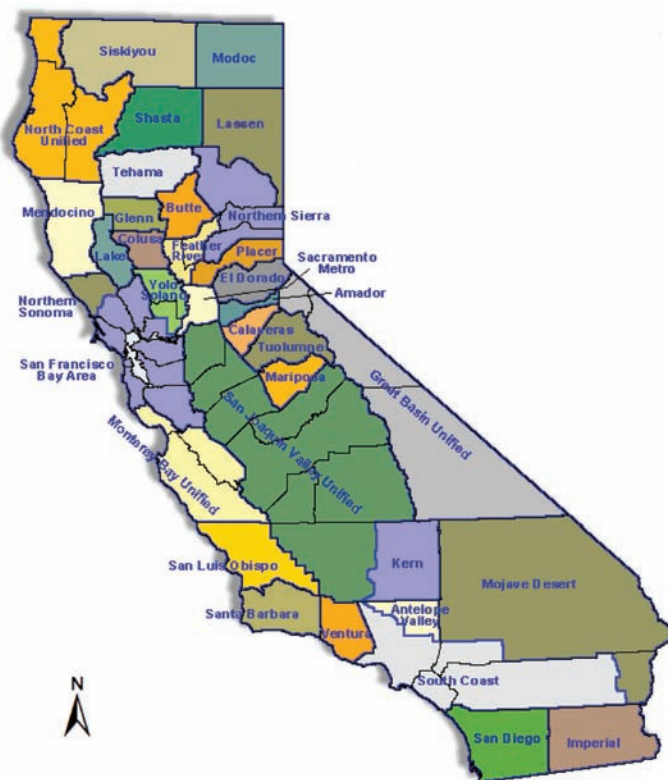 Siskiyou
Modoc
Shasta
Lassen
North Coast
Unified
Tehama
Mendocino
Glenn
Butte
Northern Sierra
Colusa
Feather
River
Lake
Placer
Sacramento
Metro
El Dorado
Yolo
Solano
Amador
Northern
Sonoma
Calaveras
Tuolumne
San Francisco
Bay Area
Mariposa
Great Basin Unified
San Joaquin Valley Unified
Monterey Bay Unified
San Luis Obispo
Kern
Mojave Desert
Santa Barbara
Antelope
Valley
Ventura
South Coast
N
San Diego
Imperial